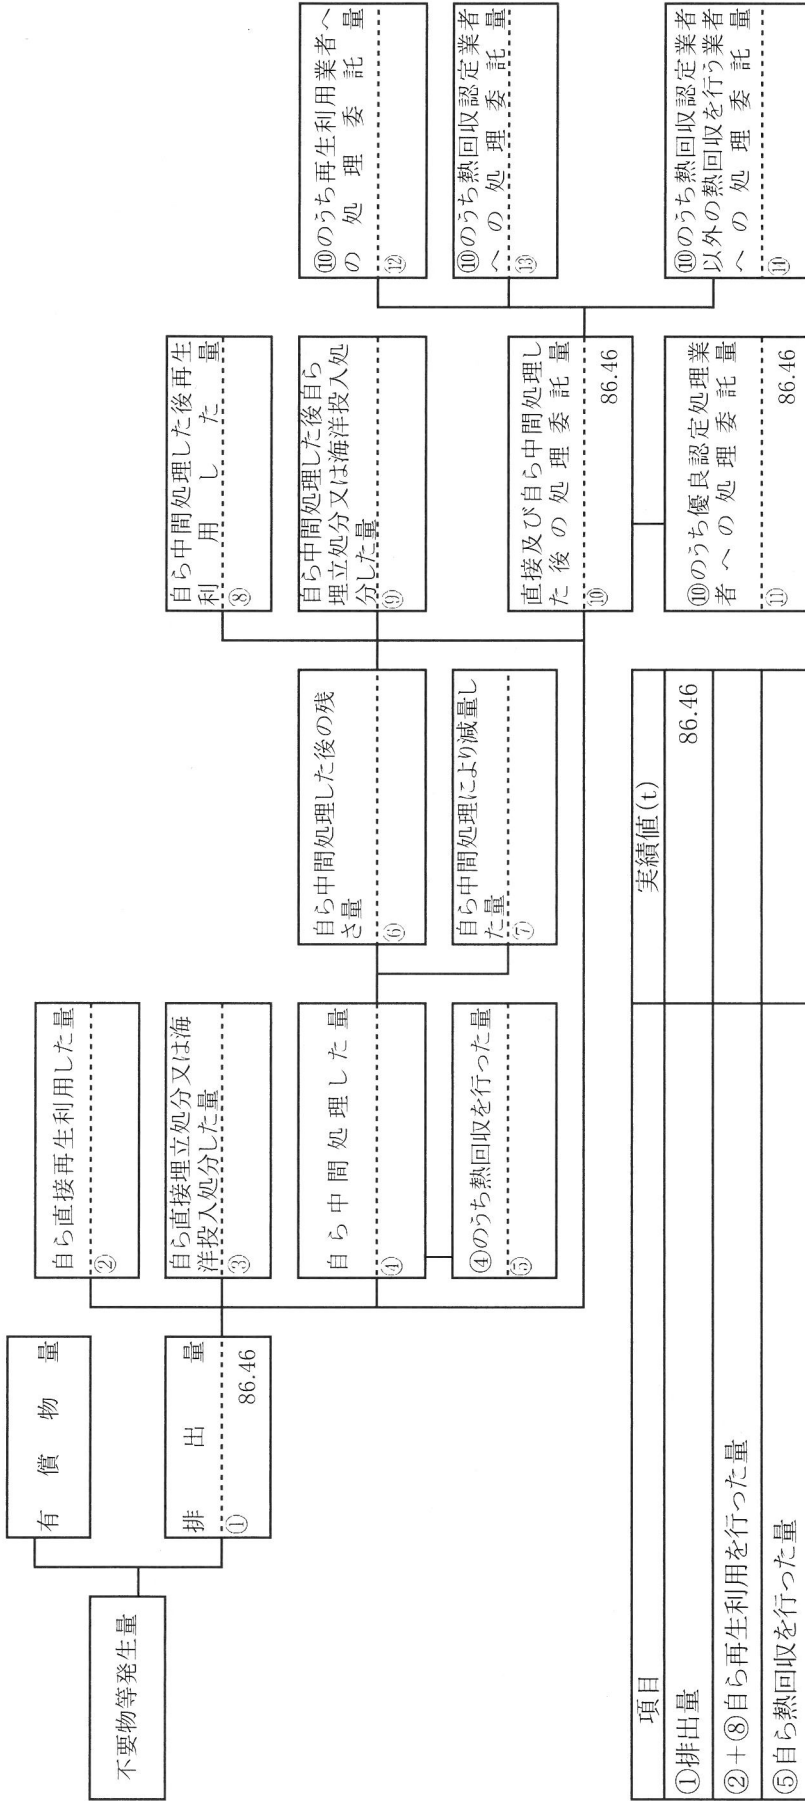 不要物等発生量
有償物量
排出量
①
86.46
自ら直接再生利用した量
②
自ら直接埋立処分又は海
洋投入処分した量
③
自ら中間処理した量
④
④のうち熱回収を行った量
⑤
自ら中間処理した後の残
さ量
⑥
自ら中間処理により減量し
た量
⑦
自ら中間処理した後再生
利用した量
⑧
自ら中間処理した後自ら
埋立処分又は海洋投入処
分した量
⑨
直接及び自ら中間処理し
た後の処理委託量
⑩
86.46
⑩のうち優良認定処理業
者への処理委託量
⑪
86.46
⑩のうち再生利用業者へ
の処理委託量
⑫
⑩のうち熱回収認定業者
への処理委託量
⑬
⑩のうち熱回収認定業者
以外の熱回収を行う業者
への処理委託量
⑭
項目 実績値(t)
①排出量 86.46
②+⑧自ら再生利用を行った量
⑤自ら熱回収を行った量